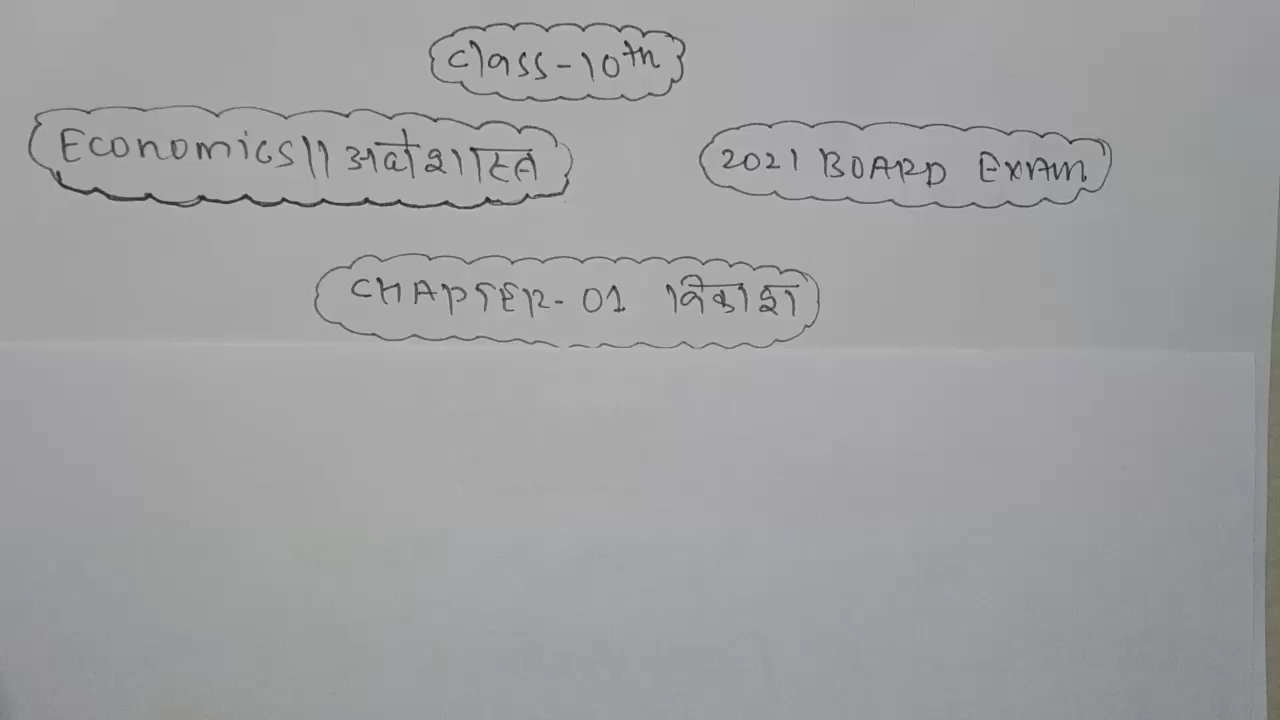 Class-10th
Economics || अर्थशास्त्र
2021 BOARD EXAM
CHAPTER-01 विकाश